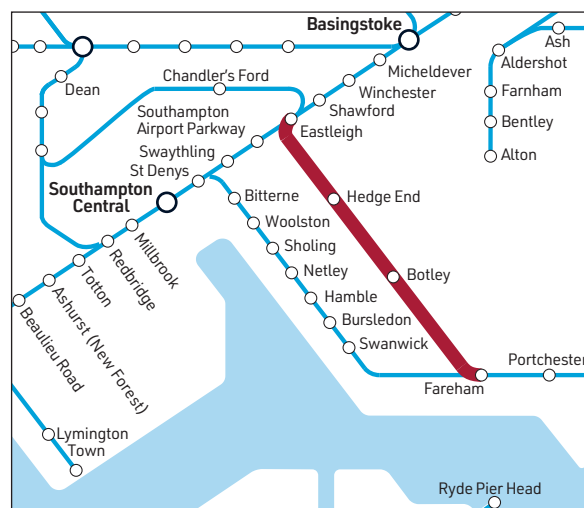 Basingstoke
Ash
Aldershot
Micheldever
Chandler's Ford
Dean
Winchester
Farnham
Shawford
Southampton
Airport Parkway
Eastleigh
Bentley
Swaythling
Alton
St Denys
Southampton
Central
Bitterne
Hedge End
Woolston
Millbrook
Sholing
Redbridge
Netley
Botley
Totton
Hamble
Ashurst (New Forest)
Bursledon
Beaulieu Road
Swanwick
Portchester
Fareham
Lymington
Town
Ryde Pier Head